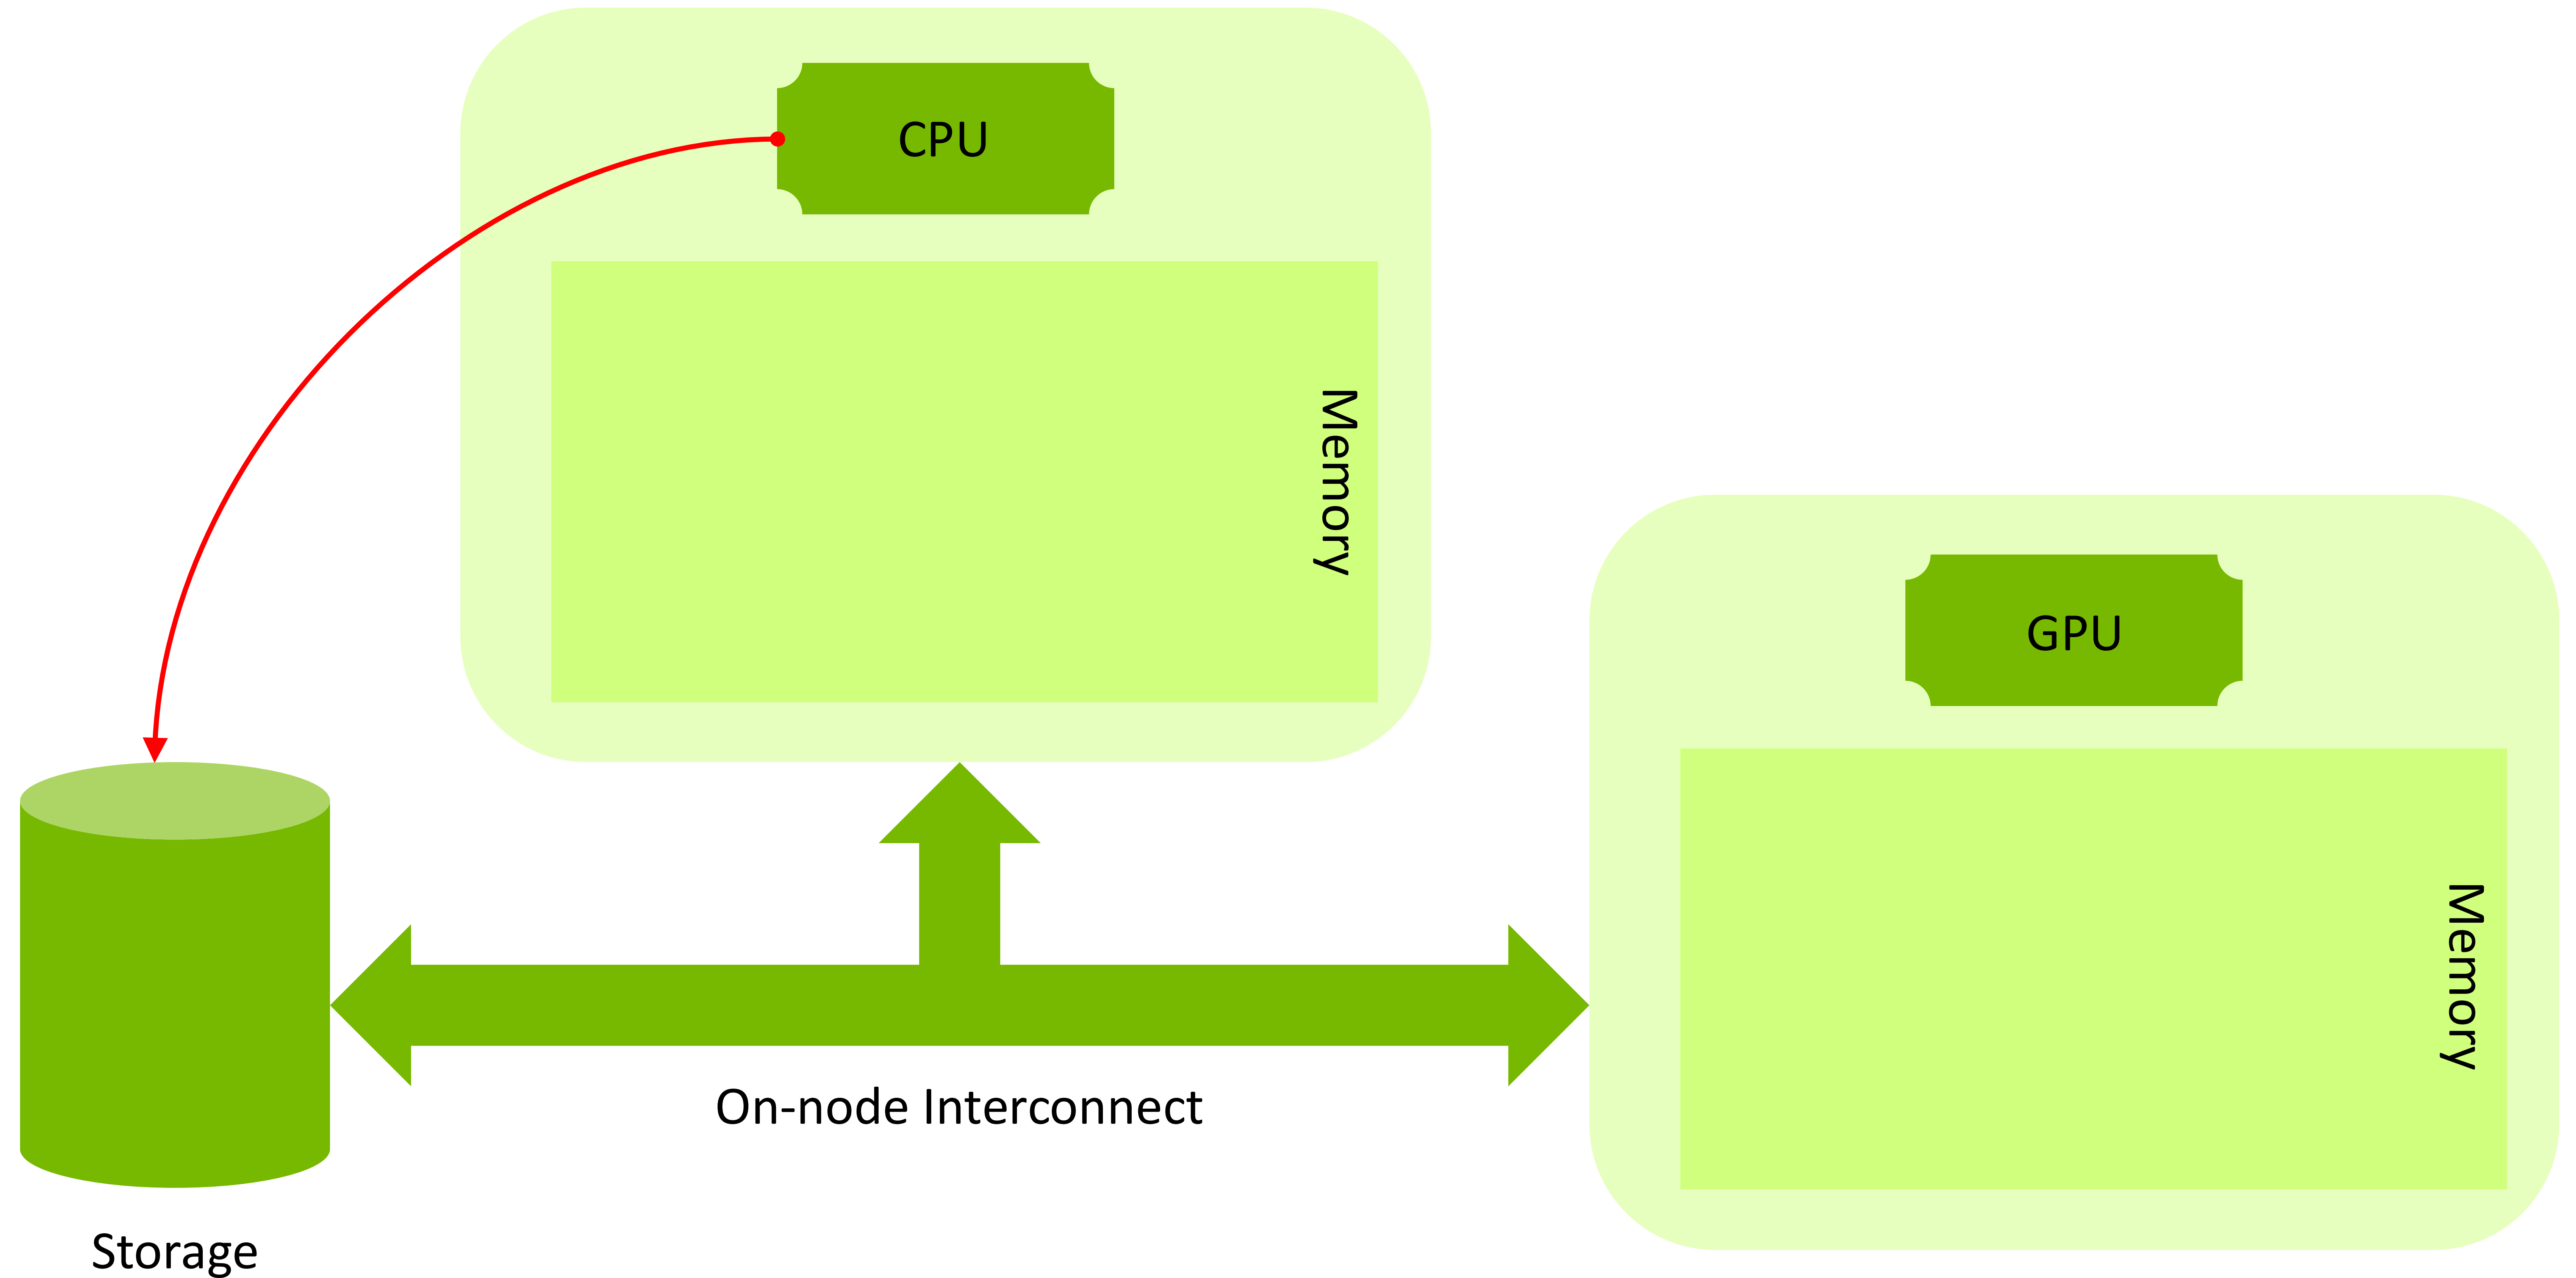 CPU
Memory
GPU
Memory
On-node Interconnect
Storage